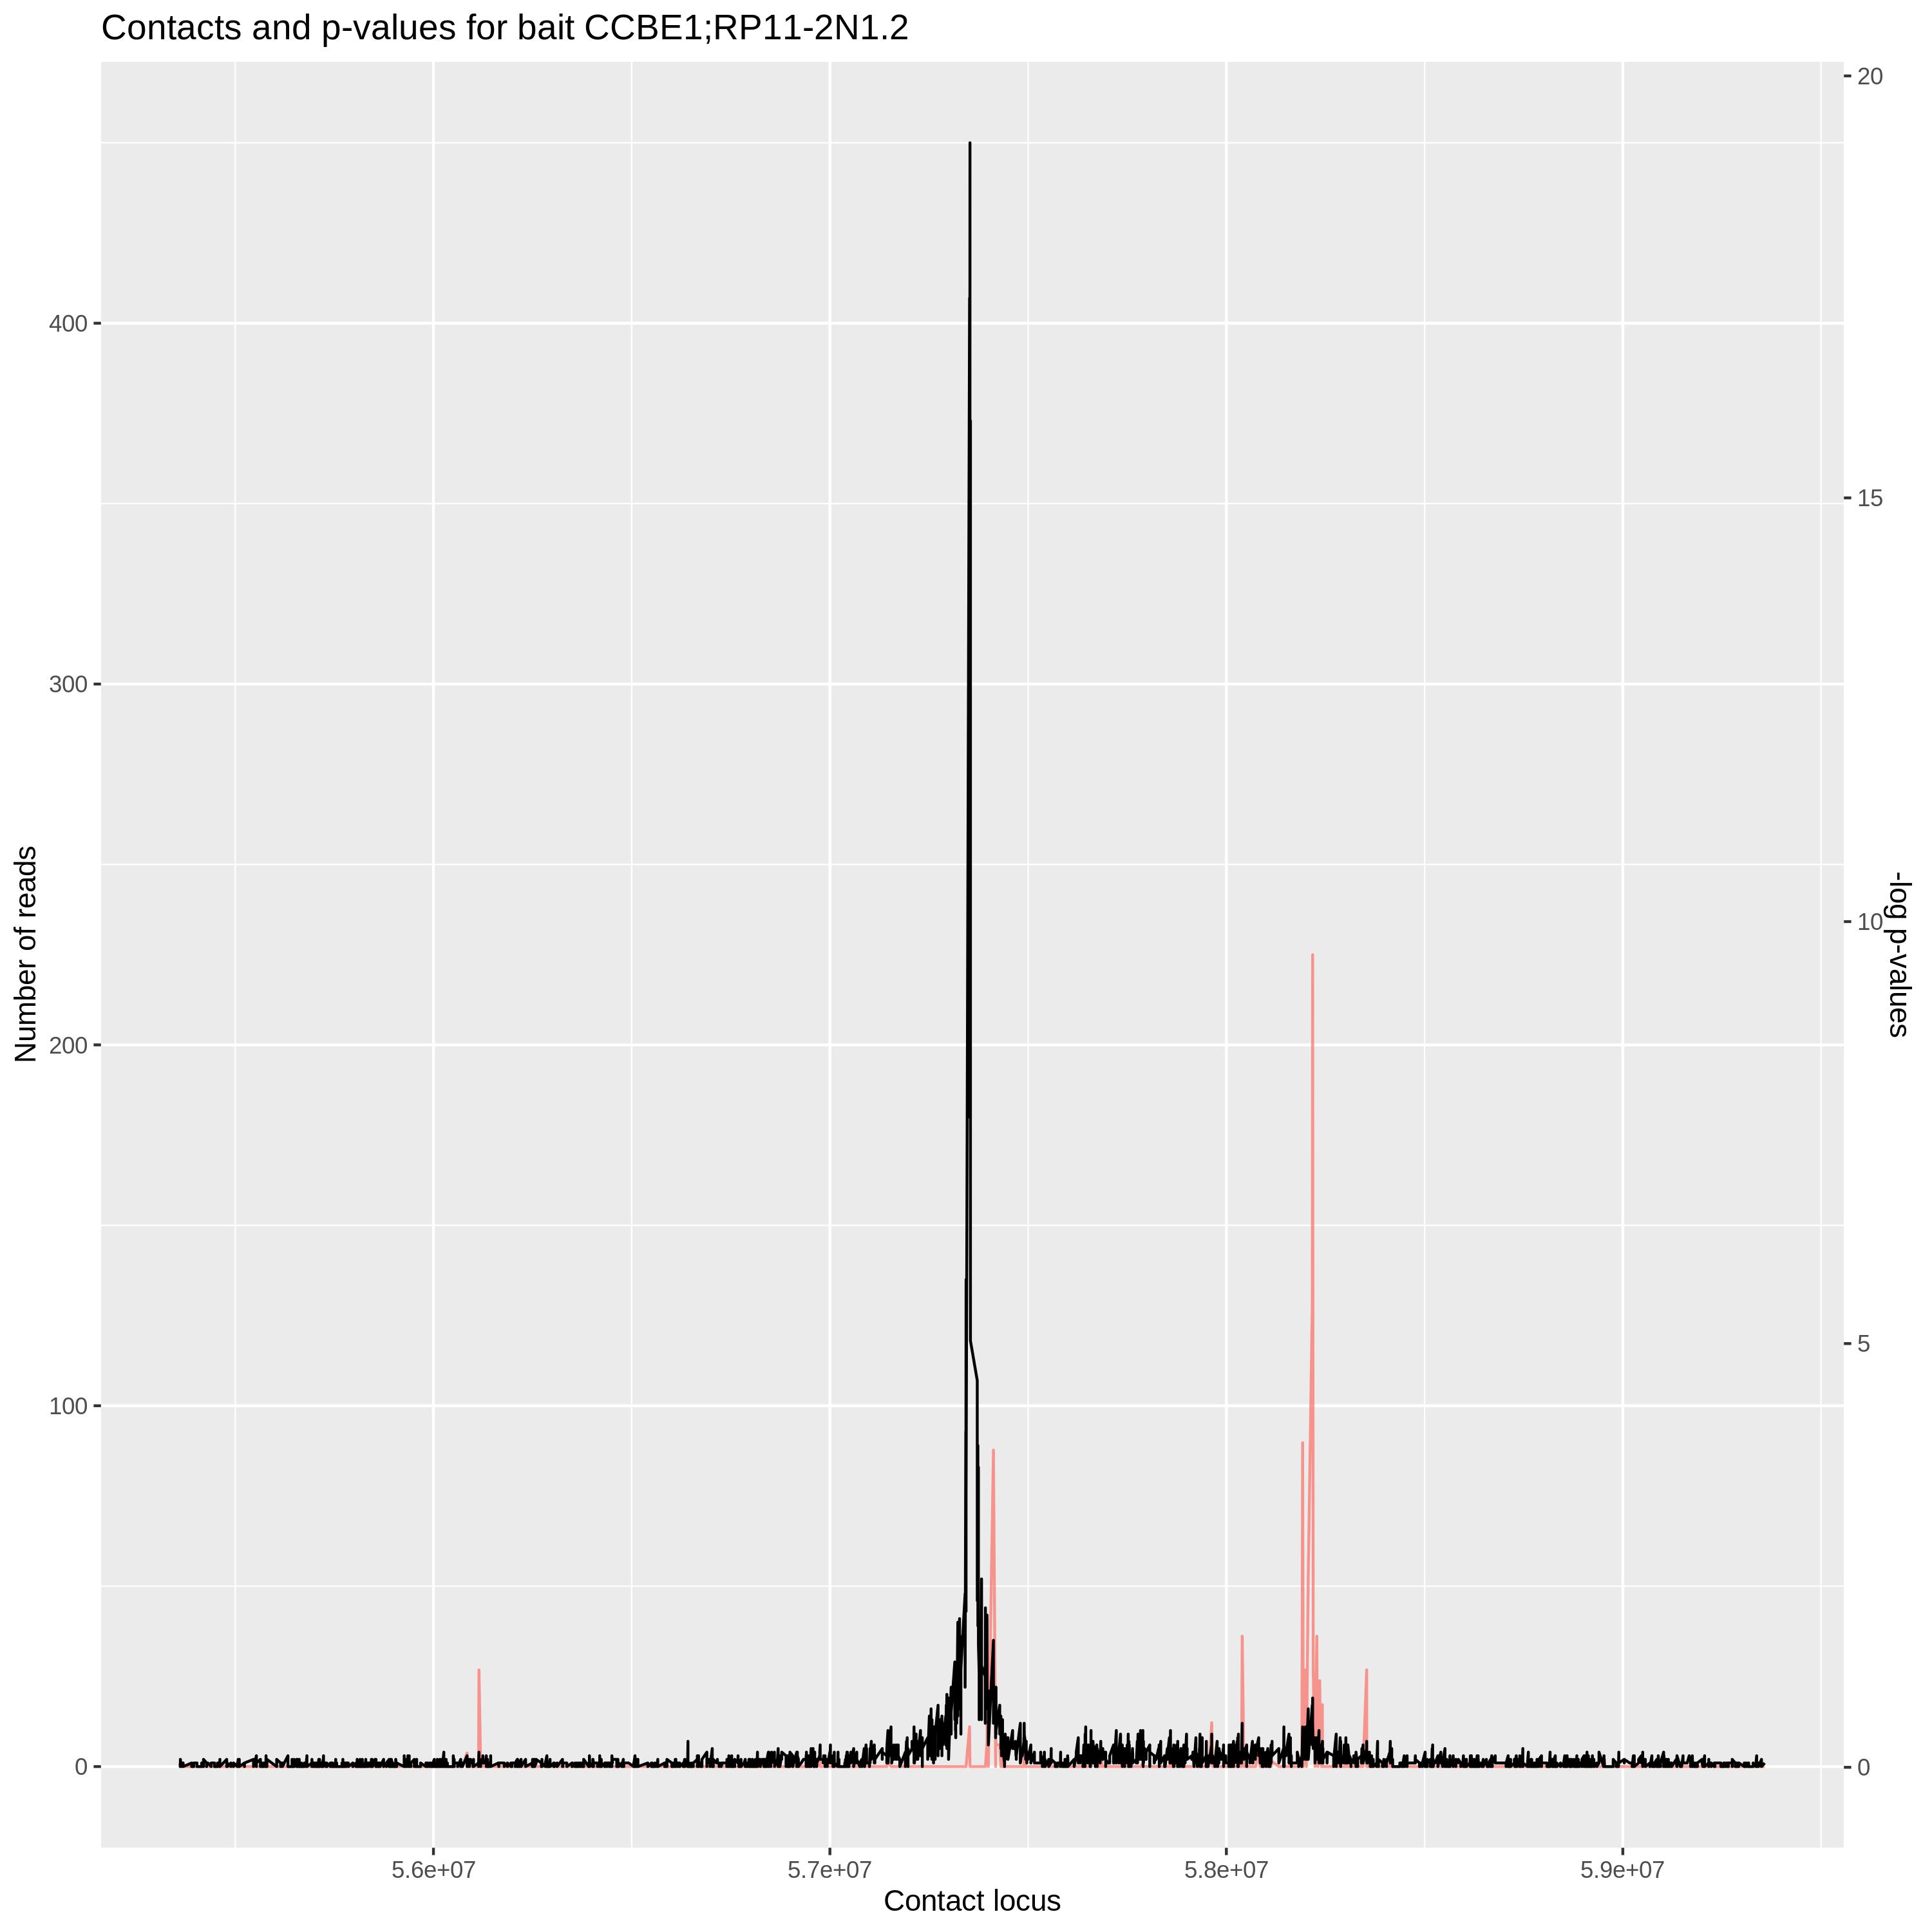 Contacts and p-values for bait CCBE1;RP11-2N1.2
Number of reads
400
300
200
100
0
20
15
10
5
0
-log p-values
5.6e+07 5.7e+07 5.8e+07 5.9e+07
Contact locus